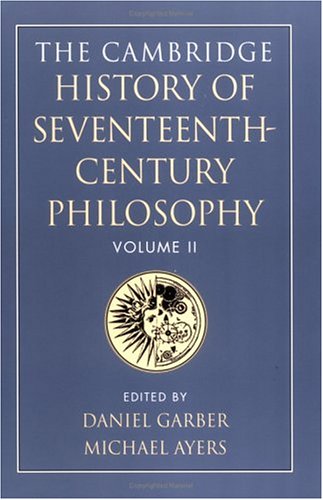 THE CAMBRIDGE
HISTORY OF
SEVENTEENTH-
CENTURY
PHILOSOPHY
VOLUME II
EDITED BY
DANIEL GARBER
MICHAEL AYERS